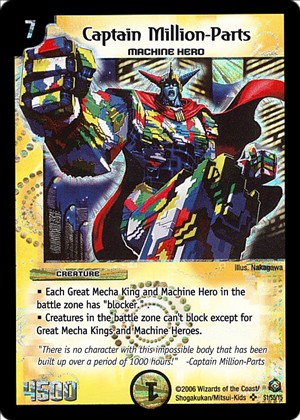 7
Captain Million-Parts
MACHINE HERO
Illus. Nakagawa
CREATURE
▪ Each Great Mecha King and Machine Hero in the
battle zone has "blocker."
▪ Creatures in the battle zone can't block except for
Great Mecha Kings and Machine Heroes.
"There is no character with this impossible body that has been
built up over a period of 1000 hours!" -Captain Million-Parts
4500
©2006 Wizards of the Coast/
Shogakukan/Mitsui-Kids